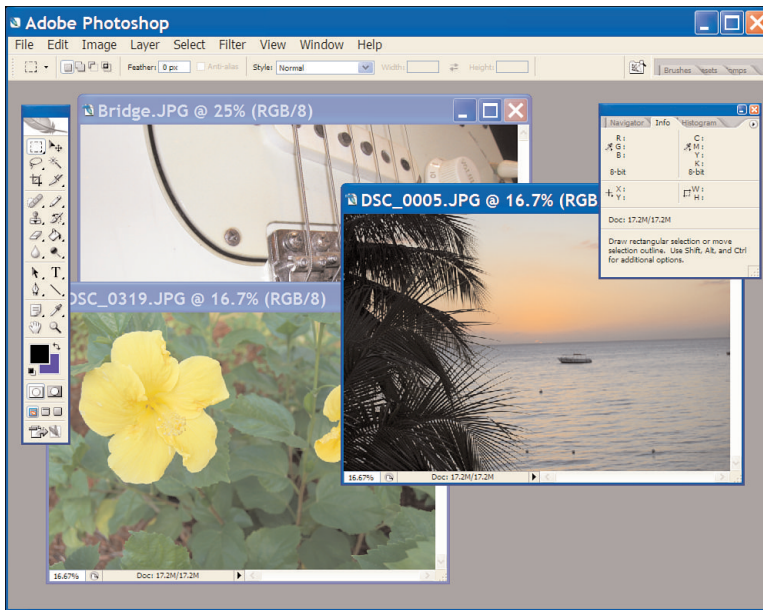 Adobe Photoshop
File Edit Image Layer Select Filter View Window Help
Feather: 0 px Anti-alias Style: Normal Width: Height:
Brushes
Bridge.JPG @ 25% (RGB/8)
Navigator Info Histogram
R: C:
G: M:
B: Y:
K:
8-bit 8-bit
X: W:
Y: H:
Doc: 17.2M/17.2M
Draw rectangular selection or move
selection outline. Use Shift, Alt, and Ctrl
for additional options.
DSC_0005.JPG @ 16.7% (RGB
DSC_0319.JPG @ 16.7% (RGB/8)
T
16.67% Doc: 17.2M/17.2M
16.67% Doc: 17.2M/17.2M